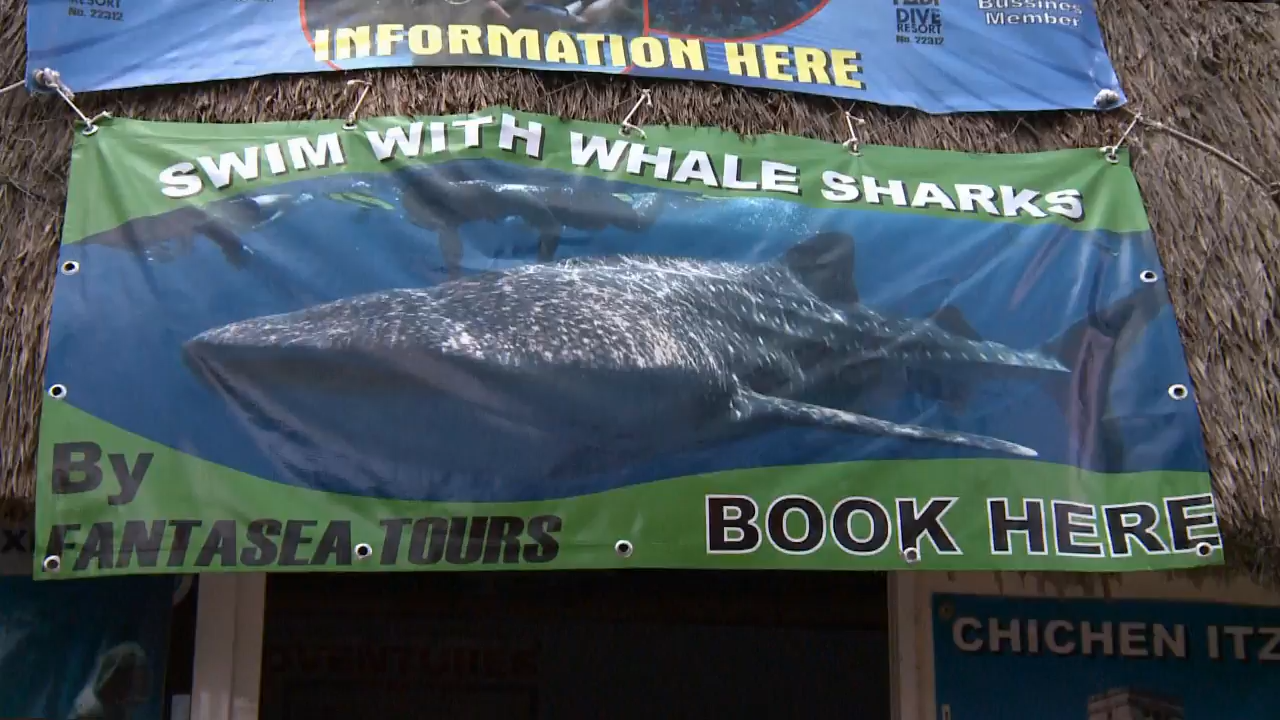 RESORT
No. 22312
PADI
DIVE
RESORT
No. 22312
Bussines
Member
INFORMATION HERE
SWIM WITH WHALE SHARKS
By
FANTASEA TOURS
BOOK HERE
CHICHEN ITZ